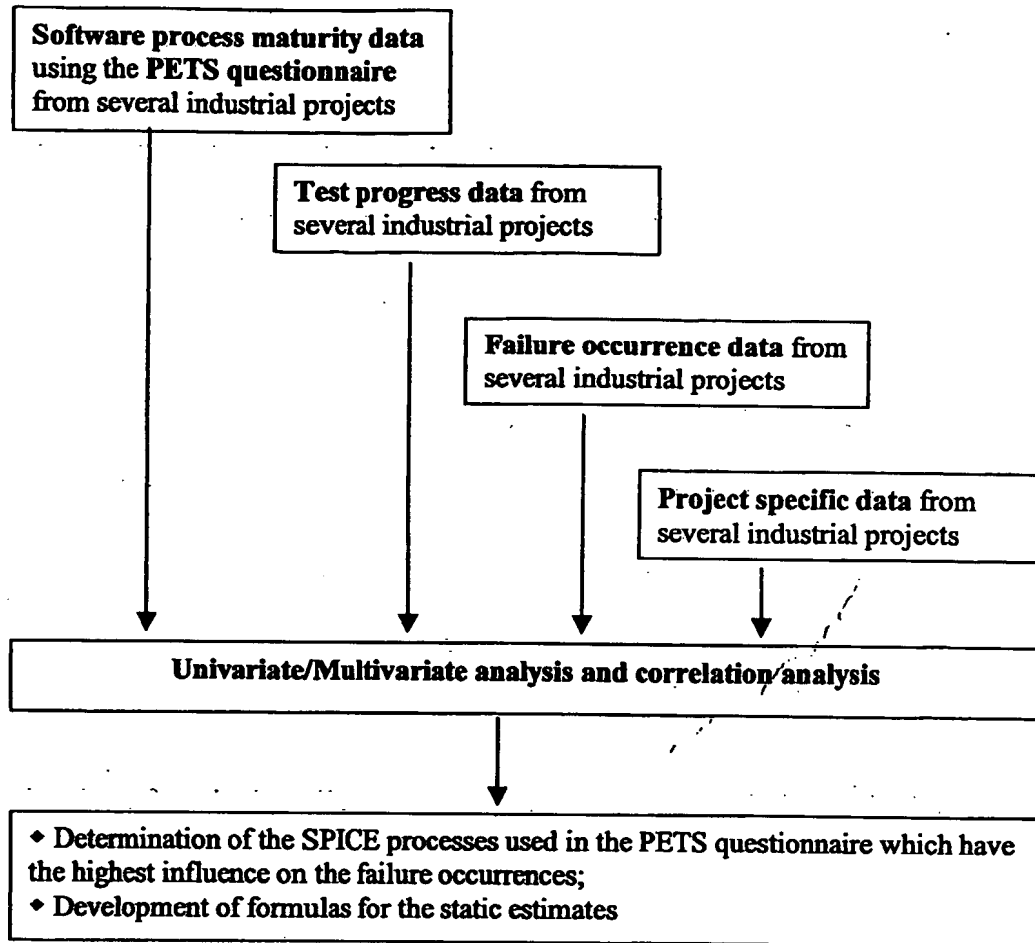 Software process maturity data
using the PETS questionnaire
from several industrial projects
Test progress data from
several industrial projects
Failure occurrence data from
several industrial projects
Project specific data from
several industrial projects
Univariate/Multivariate analysis and correlation analysis
◆ Determination of the SPICE processes used in the PETS questionnaire which have
the highest influence on the failure occurrences;
◆ Development of formulas for the static estimates